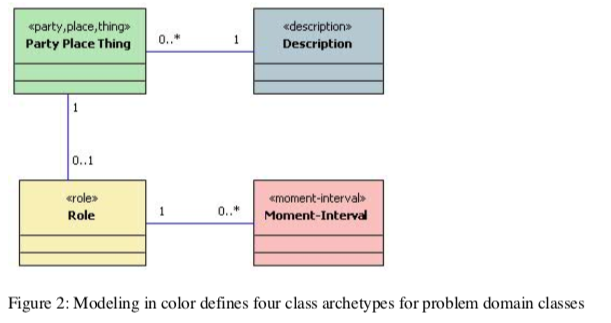 «party,place,thing»
Party Place Thing
0..*
1
«description»
Description
1
0..1
«role»
Role
1
0..*
«moment-interval»
Moment-Interval
Figure 2: Modeling in color defines four class archetypes for problem domain classes